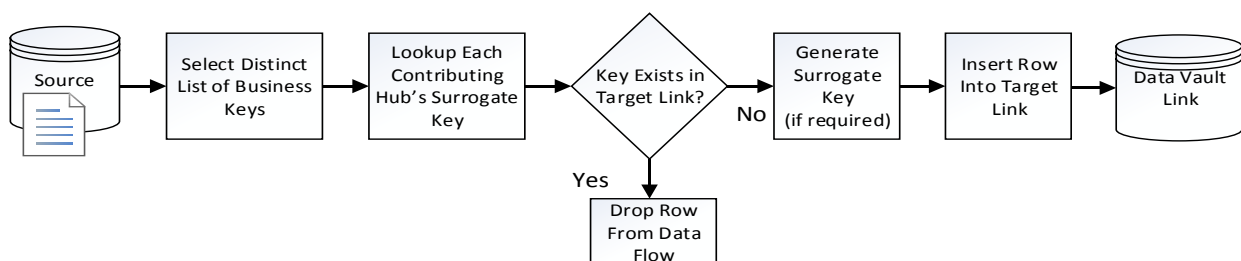 Source
Select Distinct
List of Business
Keys
Lookup Each
Contributing
Hub's Surrogate
Key
Key Exists in
Target Link?
No
Yes
Drop Row
From Data
Flow
Generate
Surrogate
Key
(if required)
Insert Row
Into Target
Link
Data Vault
Link